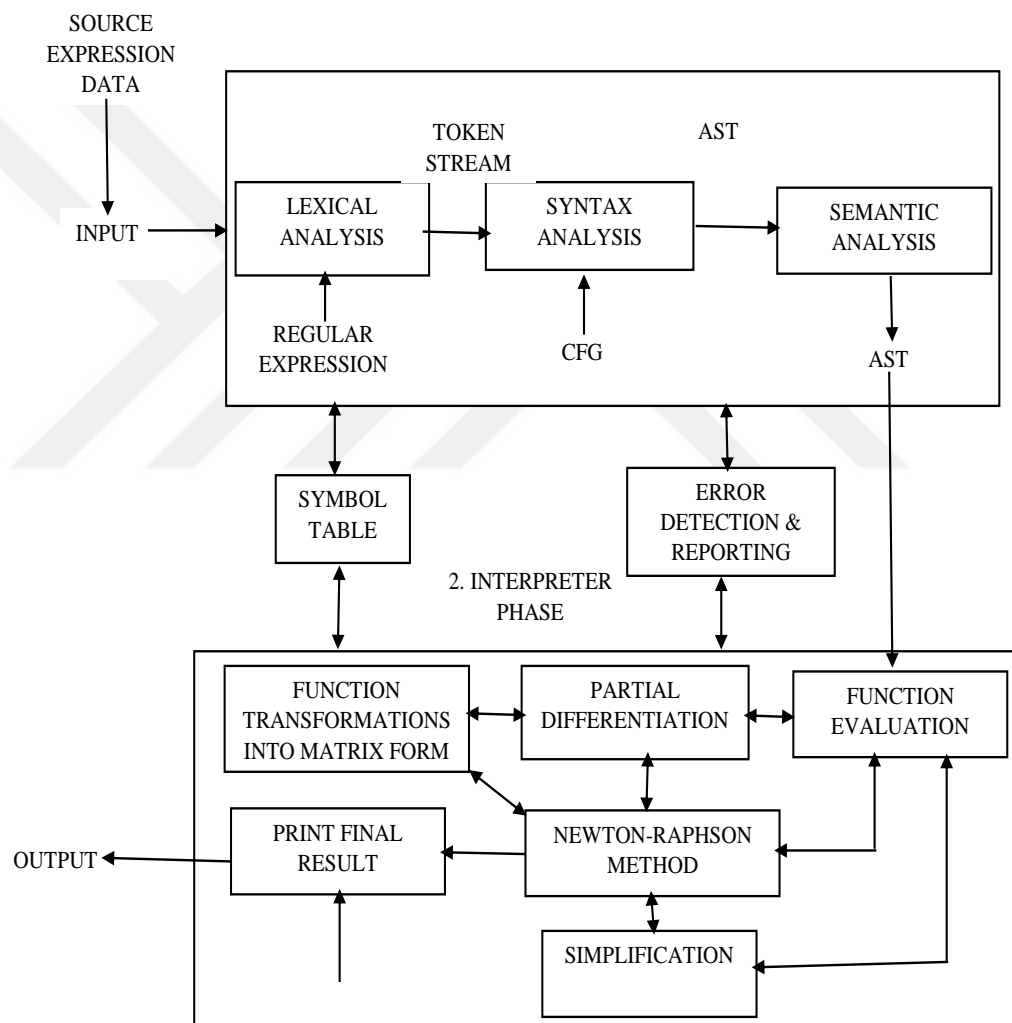 SOURCE
EXPRESSION
DATA
TOKEN
STREAM
AST
INPUT
LEXICAL
ANALYSIS
SYNTAX
ANALYSIS
SEMANTIC
ANALYSIS
REGULAR
EXPRESSION
CFG
AST
SYMBOL
TABLE
ERROR
DETECTION &
REPORTING
2. INTERPRETER
PHASE
FUNCTION
TRANSFORMATIONS
INTO MATRIX FORM
PARTIAL
DIFFERENTIATION
FUNCTION
EVALUATION
OUTPUT
PRINT FINAL
RESULT
NEWTON-RAPHSON
METHOD
SIMPLIFICATION